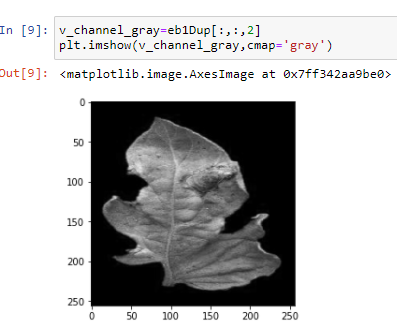 In [9]: v_channel_gray=eb1Dup[:,:,2]
plt.imshow(v_channel_gray,cmap='gray')
Out[9]: <matplotlib.image.AxesImage at 0x7ff342aa9be0>
0
50
100
150
200
250
0 50 100 150 200 250